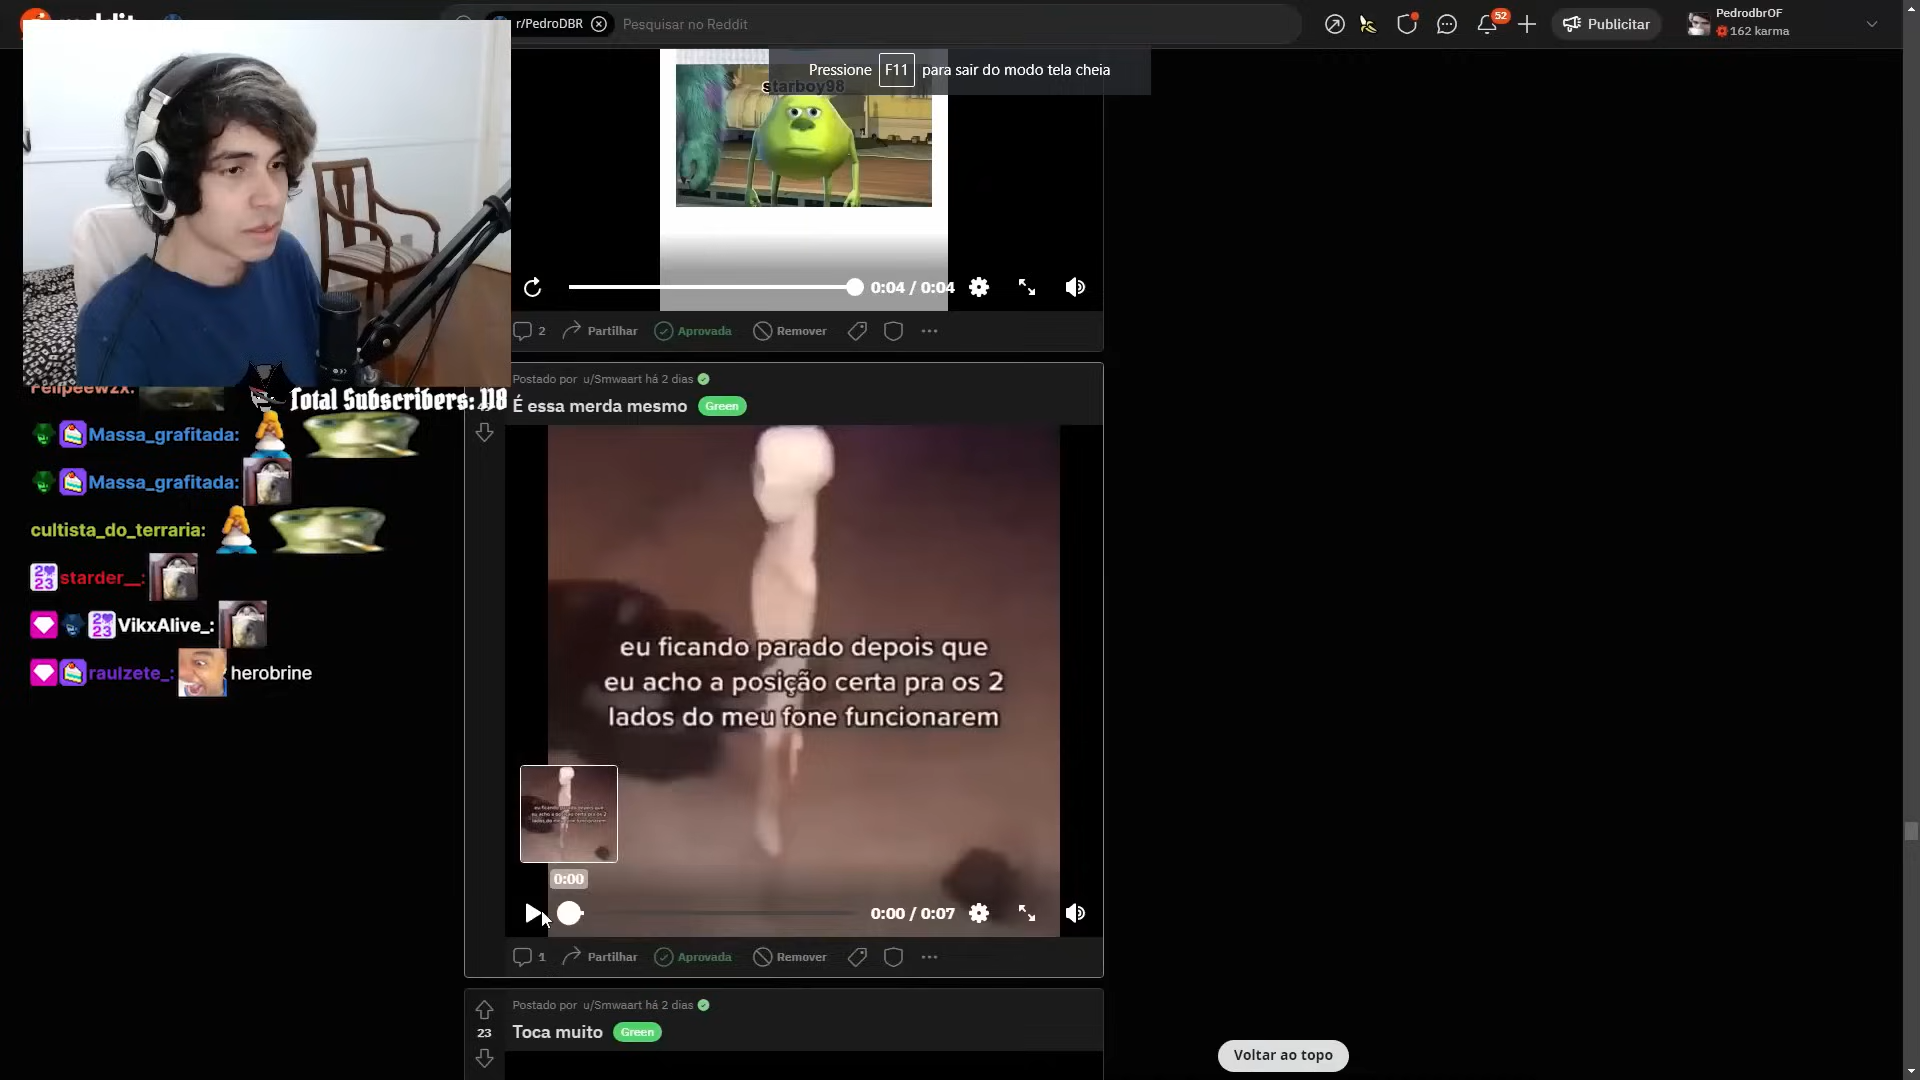 reddit
r/PedroDBR
Pesquisar no Reddit
52
Publicitar
PedrodbrOF
162 karma
Pressione F11 para sair do modo tela cheia
starboy98
0:04 / 0:04
2
Partilhar
Aprovada
Remover
Postado por u/Smwaart há 2 dias
É essa merda mesmo Green
Total Subscribers: 118
Felipeewzx:
Massa_grafitada:
Massa_grafitada:
cultista_do_terraria:
starder__:
VikxAlive_:
raulzete_: herobrine
eu ficando parado depois que
eu acho a posição certa pra os 2
lados do meu fone funcionarem
0:00
0:00 / 0:07
1
Partilhar
Aprovada
Remover
Postado por u/Smwaart há 2 dias
23
Toca muito Green
Voltar ao topo